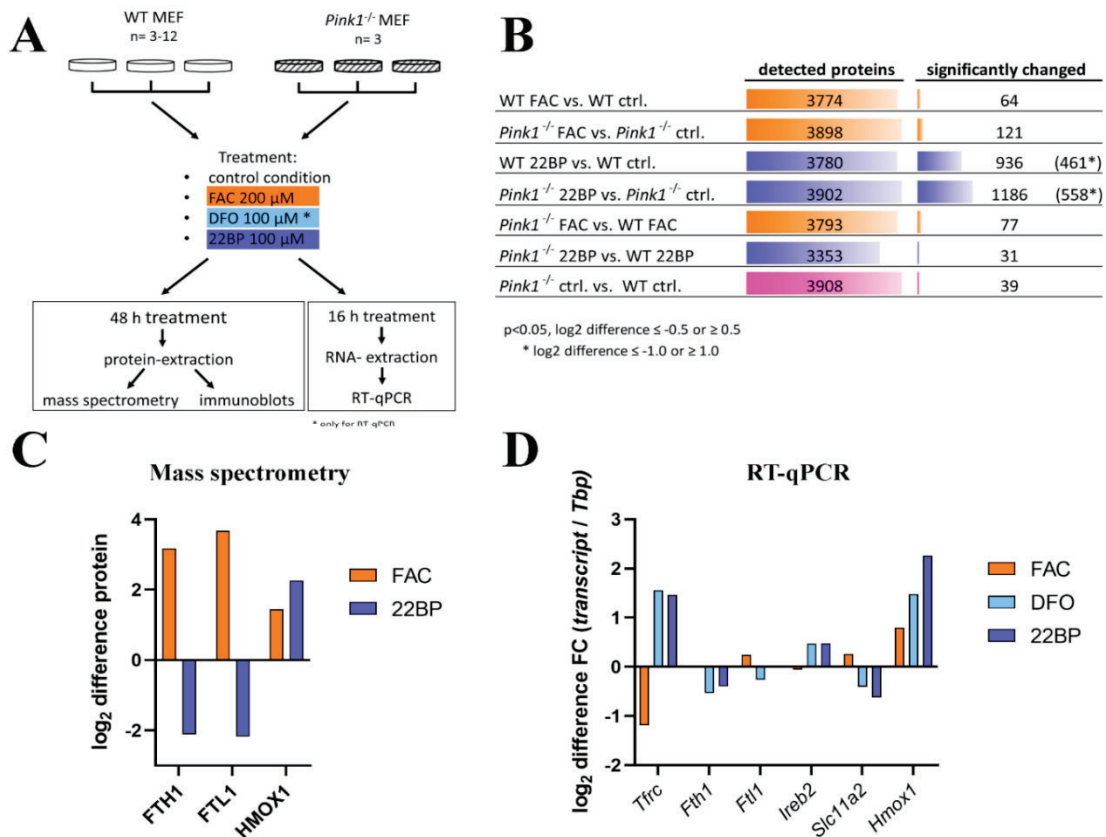 A
WT MEF
n= 3-12
Pink1-/- MEF
n= 3
Treatment:
• control condition
• FAC 200 µM
• DFO 100 µM *
• 22BP 100 µM
48 h treatment
protein-extraction
mass spectrometry
immunoblots
16 h treatment
RNA- extraction
RT-qPCR
* only for RT-qPCR
B
detected proteins
significantly changed
WT FAC vs. WT ctrl. 3774 64
Pink1 -/- FAC vs. Pink1 -/- ctrl. 3898 121
WT 22BP vs. WT ctrl. 3780 936 (461*)
Pink1 -/- 22BP vs. Pink1 -/- ctrl. 3902 1186 (558*)
Pink1 -/- FAC vs. WT FAC 3793 77
Pink1 -/- 22BP vs. WT 22BP 3353 31
Pink1 -/- ctrl. vs. WT ctrl. 3908 39
p<0.05, log2 difference ≤ -0.5 or ≥ 0.5
* log2 difference ≤ -1.0 or ≥ 1.0
C
Mass spectrometry
log2 difference protein
4
2
0
-2
FTH1
FTL1
HMOX1
FAC
22BP
D
RT-qPCR
log2 difference FC (transcript / Tbp)
3
2
1
0
-1
-2
Tfrc
Fth1
Ftl1
Ireb2
Slc11a2
Hmox1
FAC
DFO
22BP